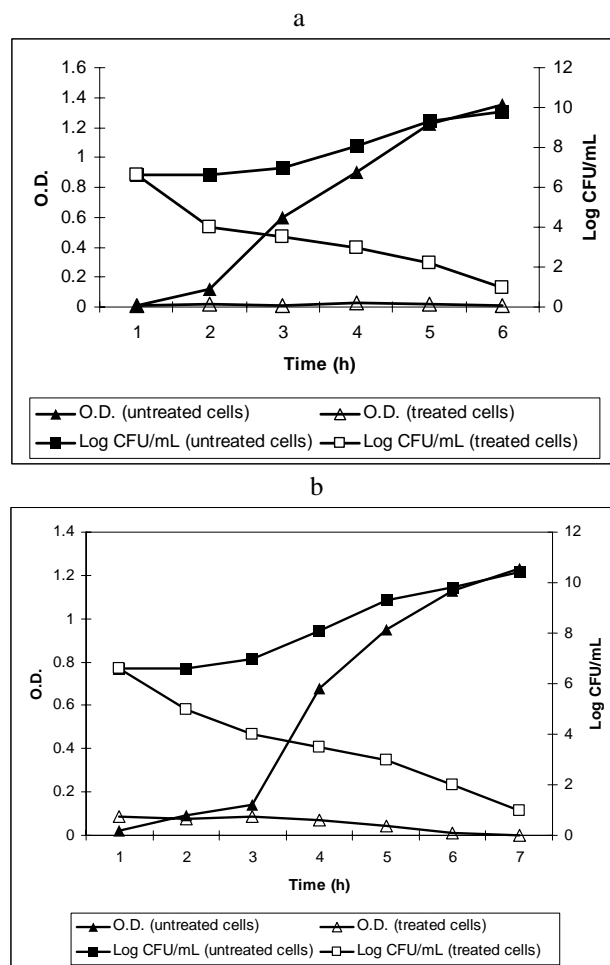 a
1.6
1.4
1.2
1
0.8
0.6
0.4
0.2
0
O.D.
12
10
8
6
4
2
0
Log CFU/mL
1 2 3 4 5 6
Time (h)
O.D. (untreated cells) O.D. (treated cells)
Log CFU/mL (untreated cells) Log CFU/mL (treated cells)
b
1.4
1.2
1
0.8
0.6
0.4
0.2
0
O.D.
12
10
8
6
4
2
0
Log CFU/mL
1 2 3 4 5 6 7
Time (h)
O.D. (untreated cells) O.D. (treated cells)
Log CFU/mL (untreated cells) Log CFU/mL (treated cells)